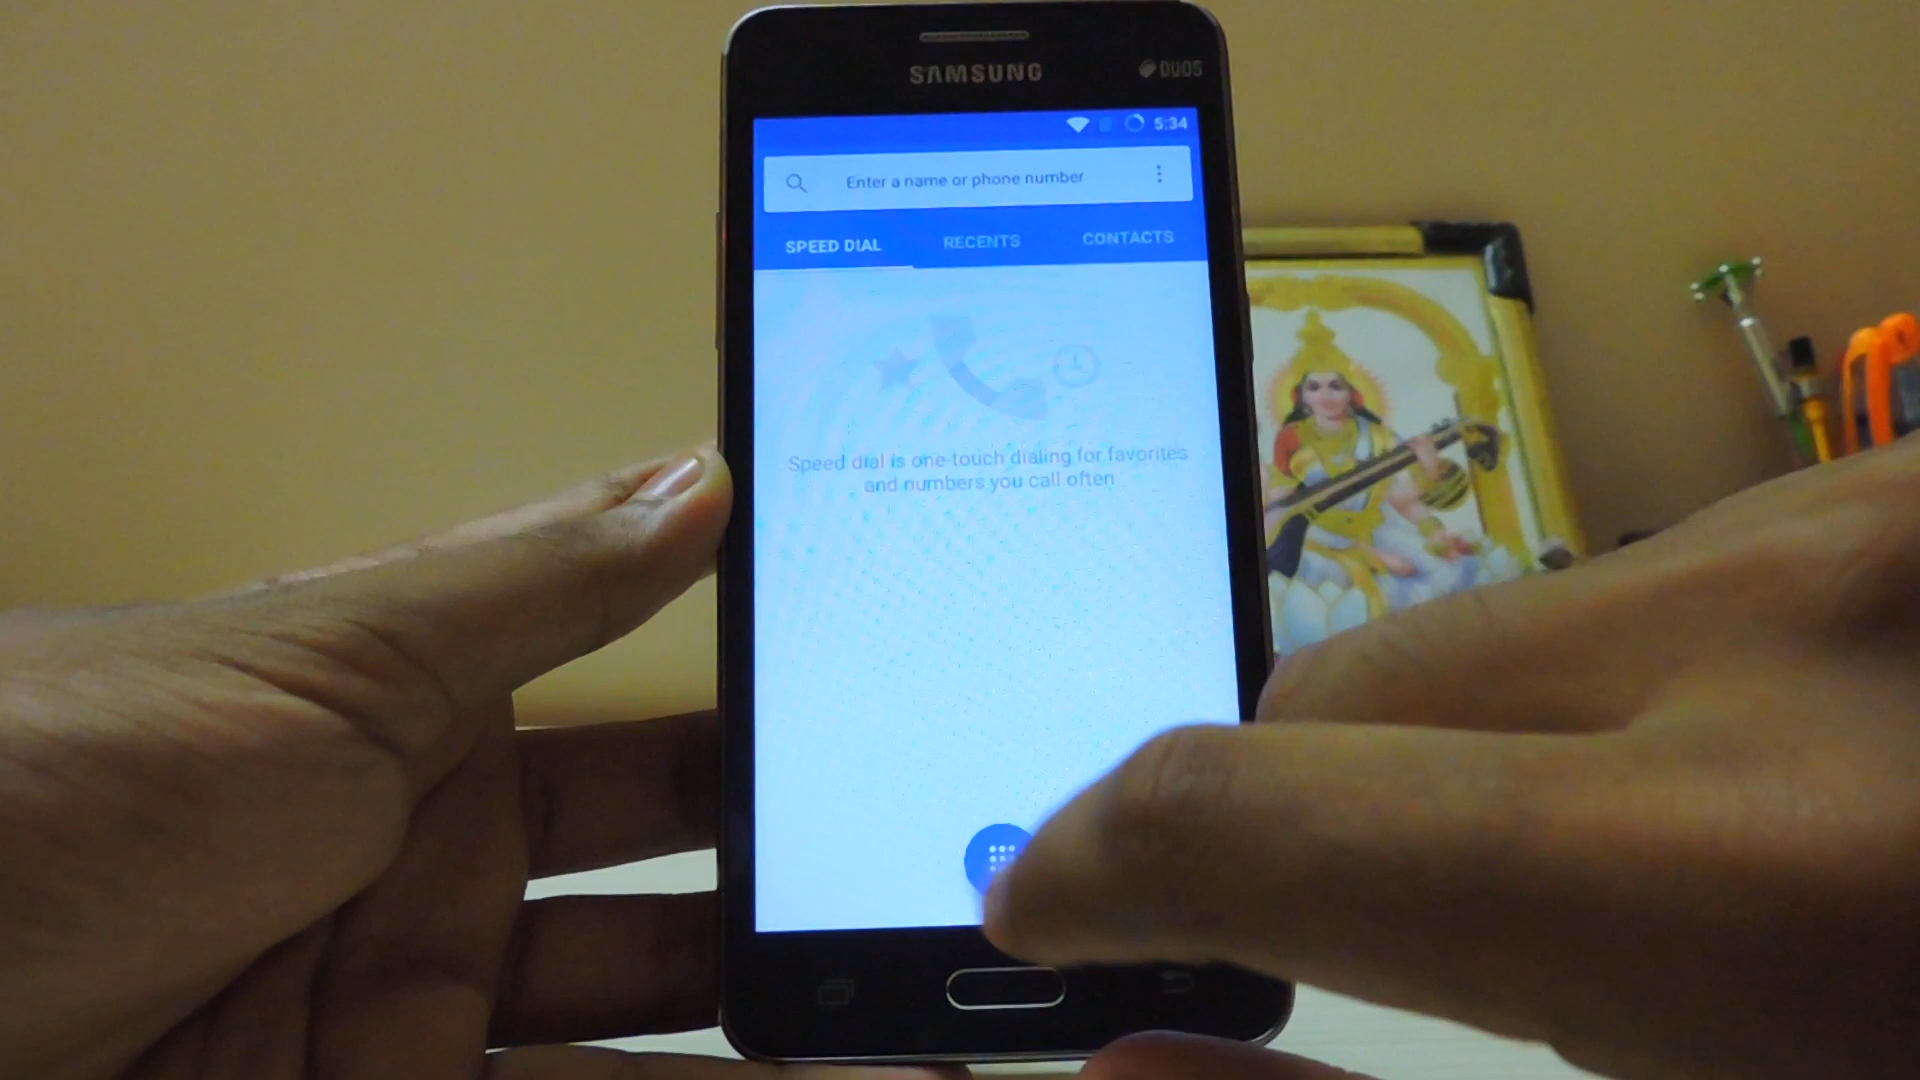 SAMSUNG
DUOS
5:34
Enter a name or phone number
SPEED DIAL
RECENTS
CONTACTS
Speed dial is one-touch dialing for favorites
and numbers you call often